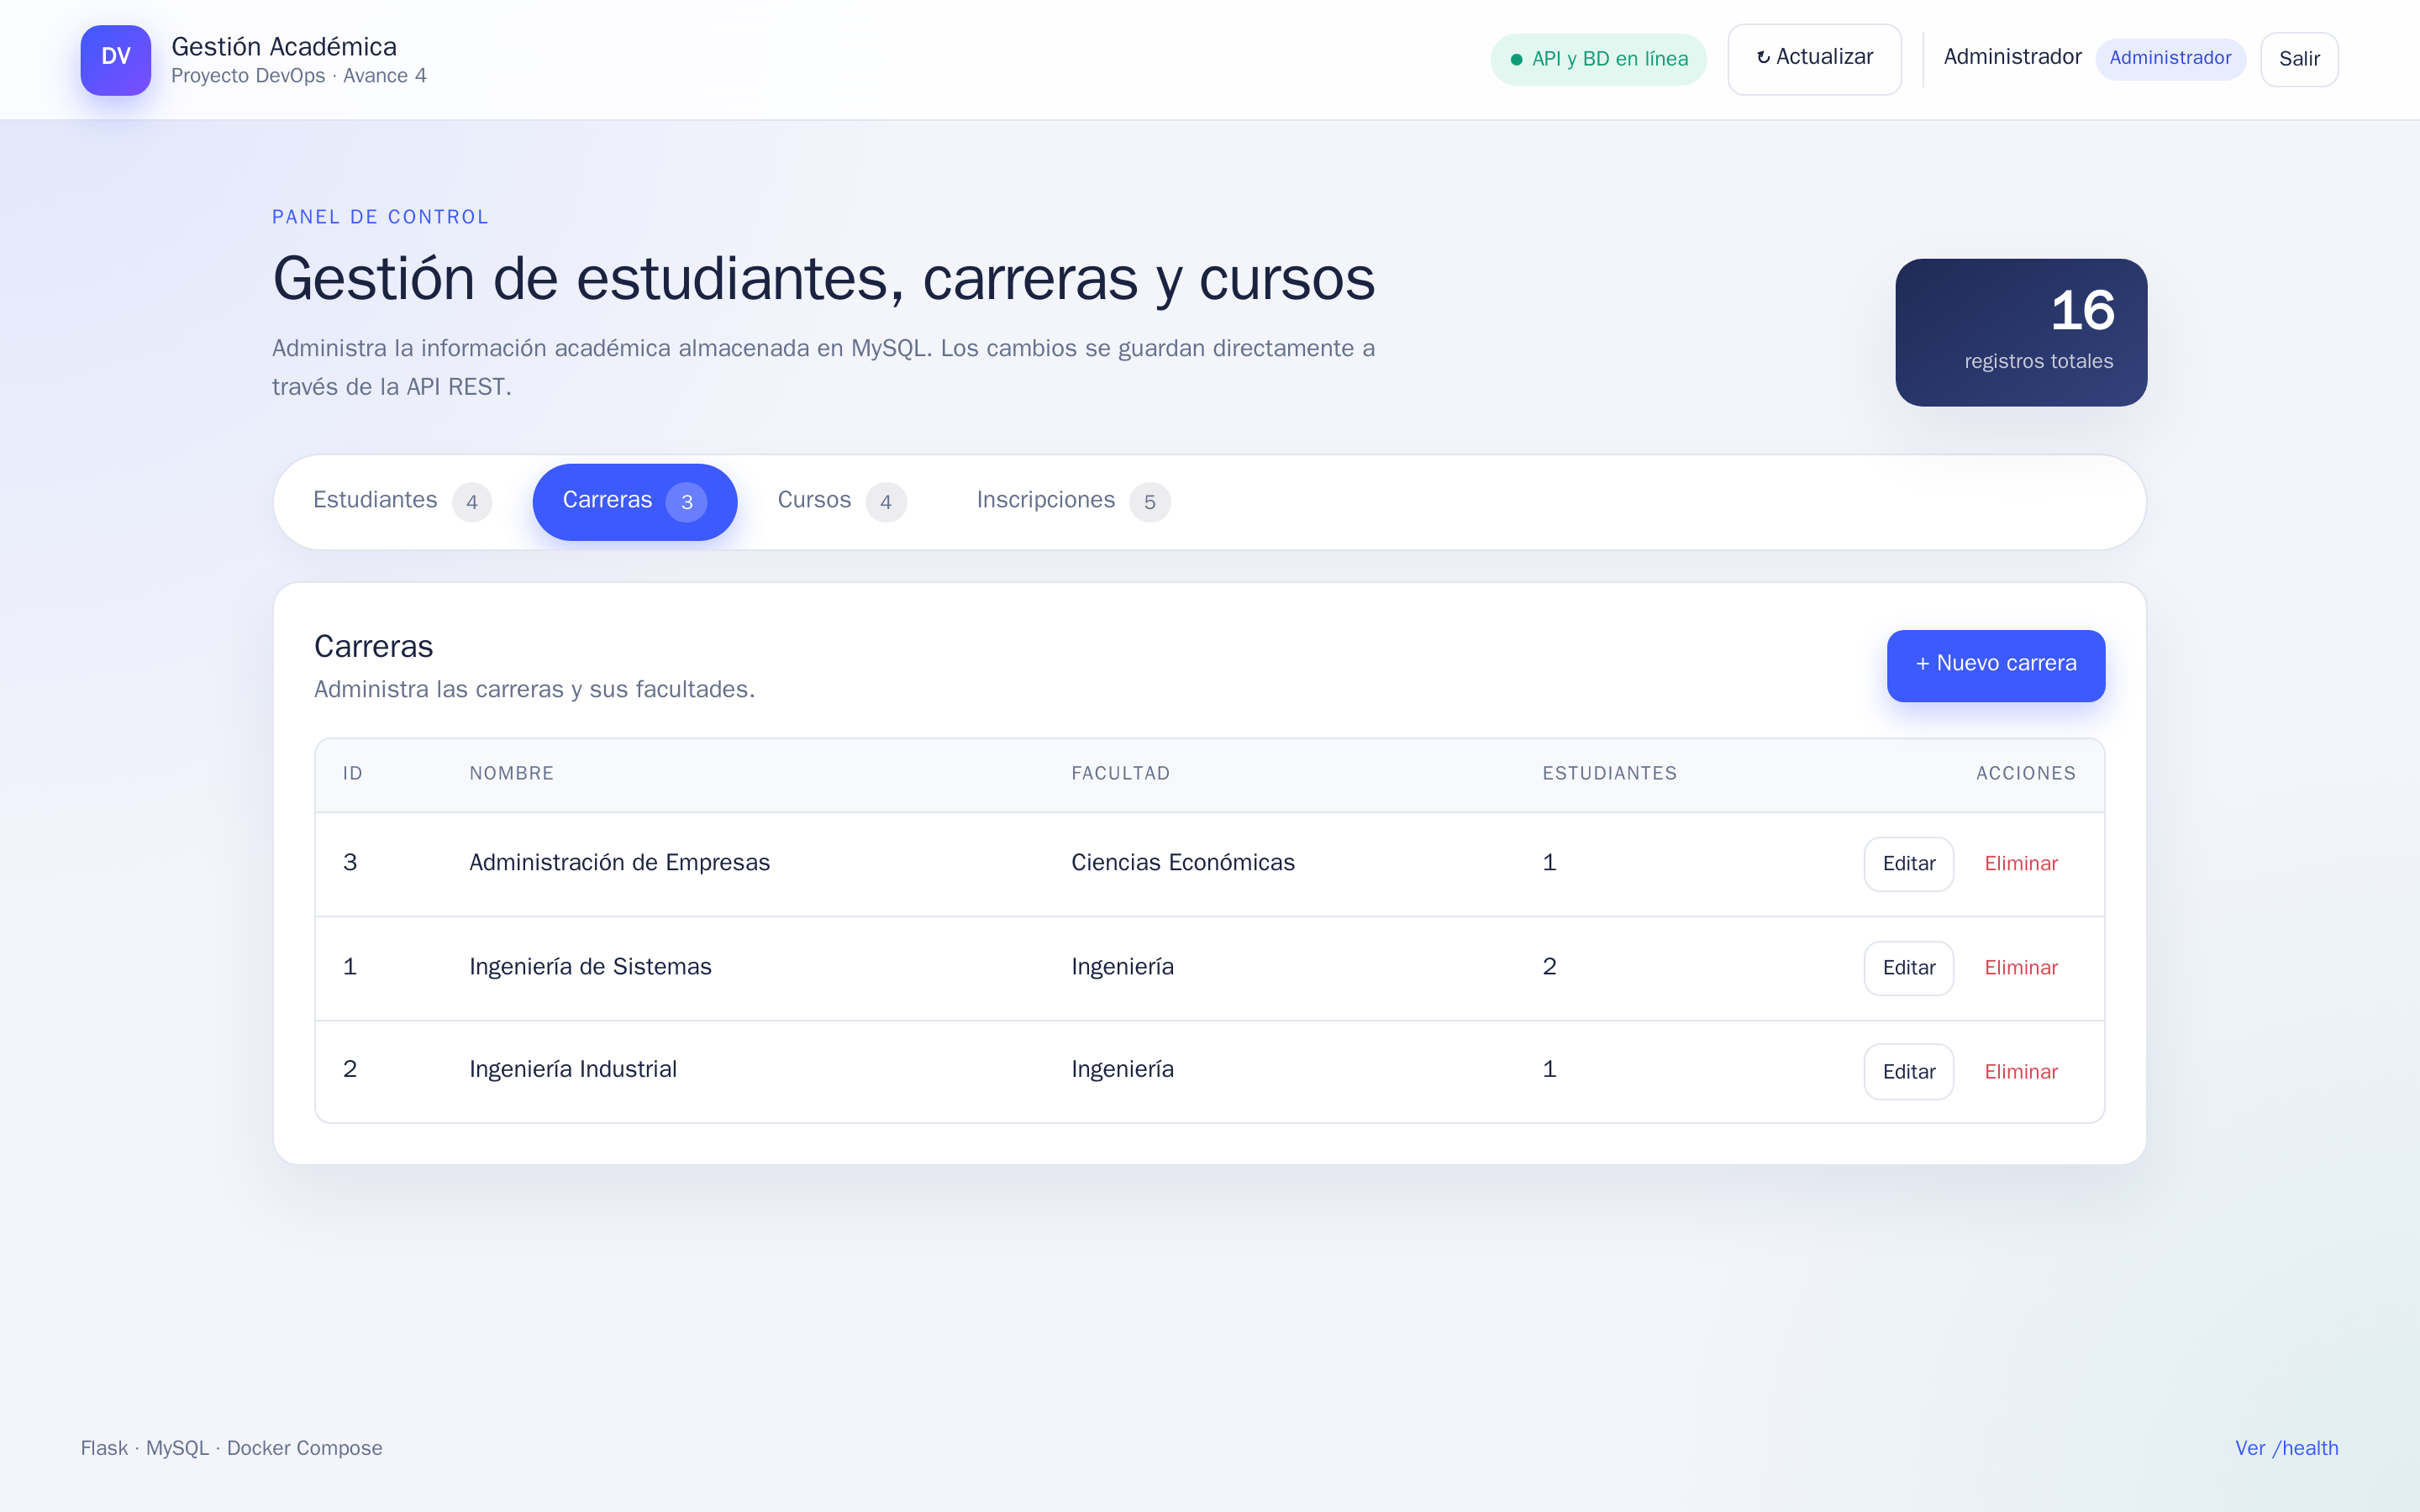 DV
Gestión Académica
Proyecto DevOps · Avance 4
API y BD en línea
↻ Actualizar
Administrador
Administrador
Salir
PANEL DE CONTROL
Gestión de estudiantes, carreras y cursos
Administra la información académica almacenada en MySQL. Los cambios se guardan directamente a
través de la API REST.
16
registros totales
Estudiantes 4
Carreras 3
Cursos 4
Inscripciones 5
Carreras
Administra las carreras y sus facultades.
+ Nuevo carrera
ID NOMBRE FACULTAD ESTUDIANTES ACCIONES
3 Administración de Empresas Ciencias Económicas 1 Editar Eliminar
1 Ingeniería de Sistemas Ingeniería 2 Editar Eliminar
2 Ingeniería Industrial Ingeniería 1 Editar Eliminar
Flask · MySQL · Docker Compose
Ver /health